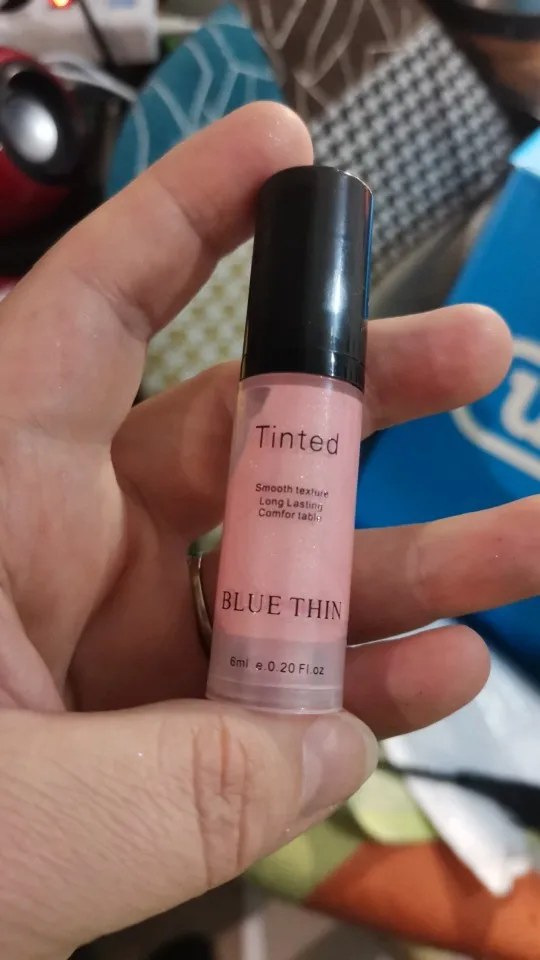 Tinted
Smooth texture
Long Lasting
Comfor table
BLUE THIN
6ml e.0.20 Fl.oz